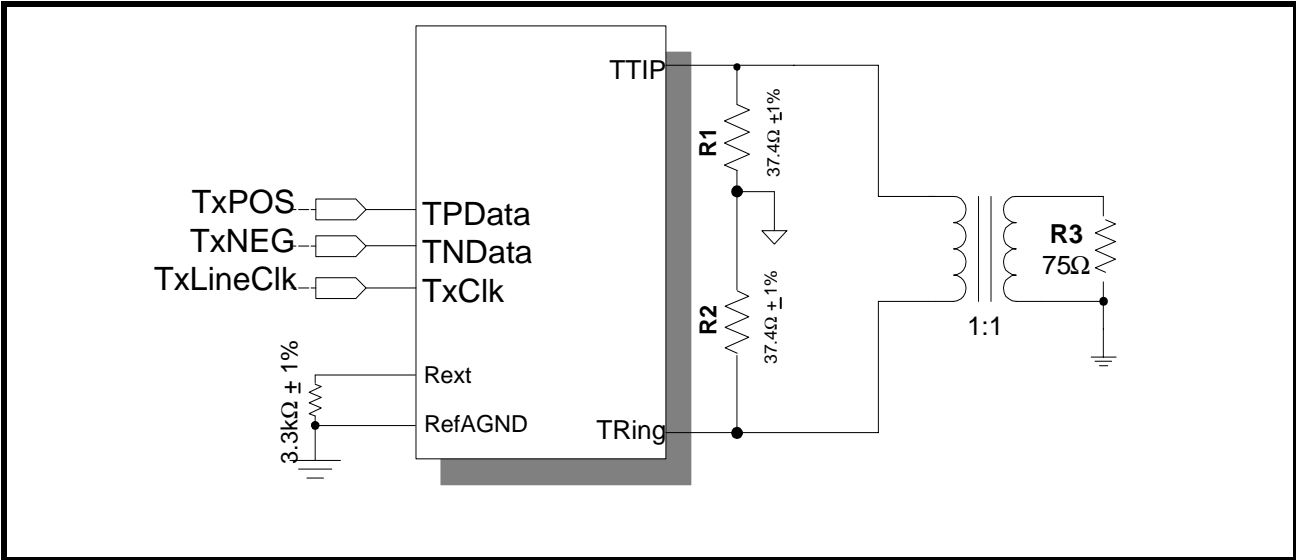 TTIP
R1
37.4Ω ±1%
TxPOS
TPData
TxNEG
TNData
TxLineClk
TxClk
R3
75Ω
R2
37.4Ω ±1%
1:1
3.3kΩ ± 1%
Rext
RefAGND
TRing